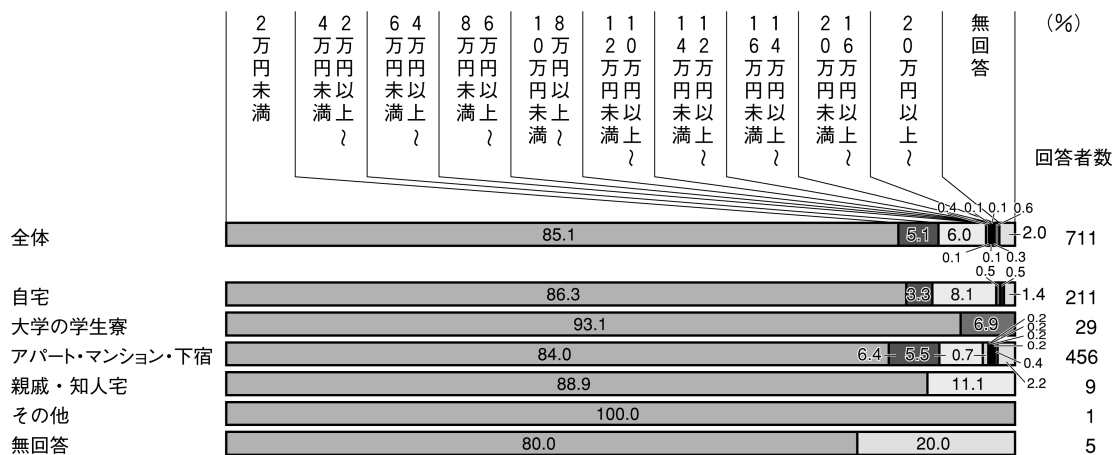 (%)
2万円未満
2万円以上～
4万円未満
4万円以上～
6万円未満
6万円以上～
8万円未満
8万円以上～
10万円未満
10万円以上～
12万円未満
12万円以上～
14万円未満
14万円以上～
16万円未満
16万円以上～
20万円未満
20万円以上～
無回答
回答者数
0.4 0.1 0.1 0.6
全体 85.1 5.1 6.0 2.0 711
0.1 0.1 0.3
0.5 0.5
自宅 86.3 3.3 8.1 1.4 211
大学の学生寮 93.1 6.9 29
0.2
0.2
0.2
0.2
アパート・マンション・下宿 84.0 6.4 5.5 0.7 0.4 456
2.2
親戚・知人宅 88.9 11.1 9
その他 100.0 1
無回答 80.0 20.0 5